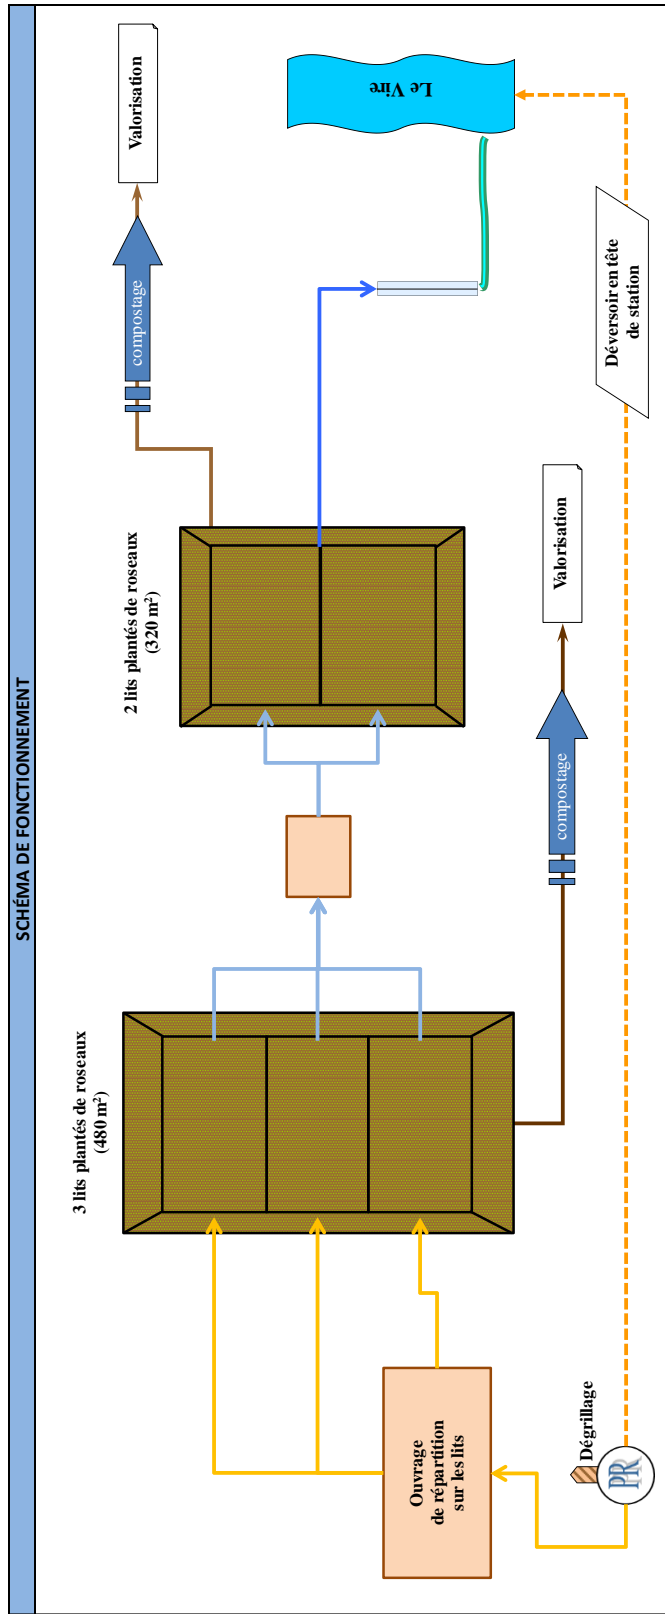 SCHÉMA DE FONCTIONNEMENT
3 lits plantés de roseaux
(480 m²)
2 lits plantés de roseaux
(320 m²)
compostage
Valorisation
Le Vire
Ouvrage
de répartition
sur les lits
compostage
Valorisation
Dégrillage
PR
Déversoir en tête
de station